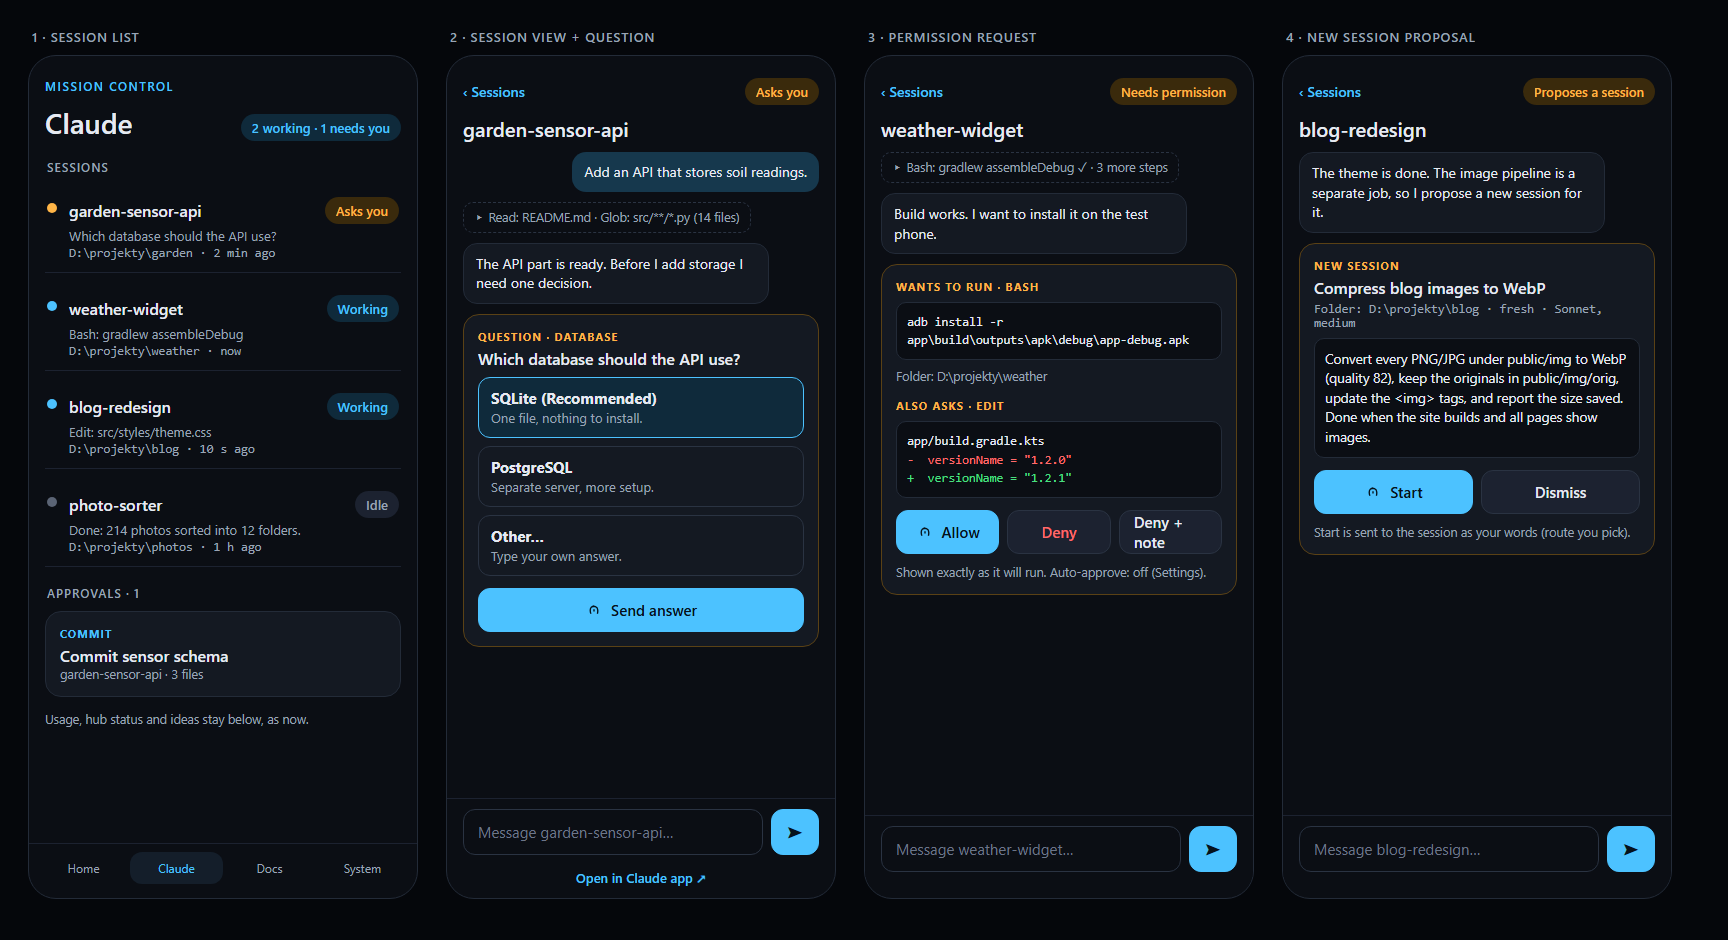 1 · SESSION LIST
MISSION CONTROL
Claude
2 working · 1 needs you
SESSIONS
garden-sensor-api
Asks you
Which database should the API use?
D:\projekty\garden · 2 min ago
weather-widget
Working
Bash: gradlew assembleDebug
D:\projekty\weather · now
blog-redesign
Working
Edit: src/styles/theme.css
D:\projekty\blog · 10 s ago
photo-sorter
Idle
Done: 214 photos sorted into 12 folders.
D:\projekty\photos · 1 h ago
APPROVALS · 1
COMMIT
Commit sensor schema
garden-sensor-api · 3 files
Usage, hub status and ideas stay below, as now.
Home
Claude
Docs
System
2 · SESSION VIEW + QUESTION
‹ Sessions
Asks you
garden-sensor-api
Add an API that stores soil readings.
▸ Read: README.md · Glob: src/**/*.py (14 files)
The API part is ready. Before I add storage I
need one decision.
QUESTION · DATABASE
Which database should the API use?
SQLite (Recommended)
One file, nothing to install.
PostgreSQL
Separate server, more setup.
Other…
Type your own answer.
Send answer
Message garden-sensor-api…
➤
Open in Claude app ↗
3 · PERMISSION REQUEST
‹ Sessions
Needs permission
weather-widget
▸ Bash: gradlew assembleDebug ✓ · 3 more steps
Build works. I want to install it on the test
phone.
WANTS TO RUN · BASH
adb install -r
app\build\outputs\apk\debug\app-debug.apk
Folder: D:\projekty\weather
ALSO ASKS · EDIT
app/build.gradle.kts
- versionName = "1.2.0"
+ versionName = "1.2.1"
Allow
Deny
Deny +
note
Shown exactly as it will run. Auto-approve: off (Settings).
Message weather-widget…
➤
4 · NEW SESSION PROPOSAL
‹ Sessions
Proposes a session
blog-redesign
The theme is done. The image pipeline is a
separate job, so I propose a new session for
it.
NEW SESSION
Compress blog images to WebP
Folder: D:\projekty\blog · fresh · Sonnet,
medium
Convert every PNG/JPG under public/img to WebP
(quality 82), keep the originals in public/img/orig,
update the <img> tags, and report the size saved.
Done when the site builds and all pages show
images.
Start
Dismiss
Start is sent to the session as your words (route you pick).
Message blog-redesign…
➤